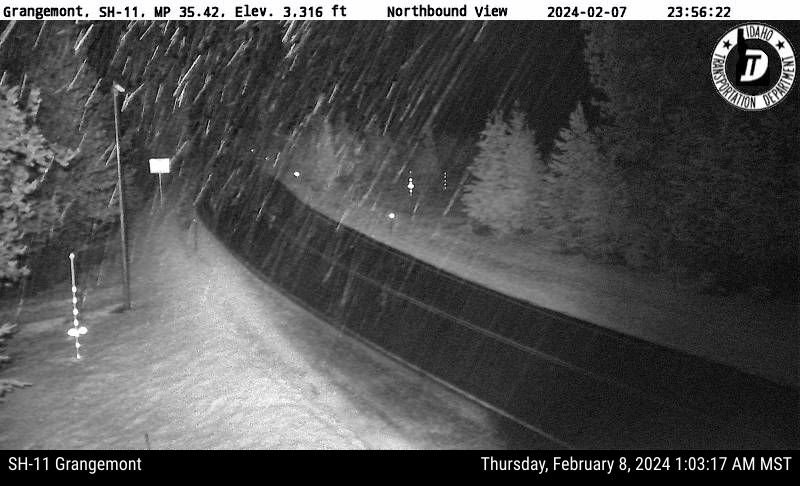 Grangemont, SH-11, MP 35.42, Elev. 3,316 ft Northbound View 2024-02-07 23:56:22
IDAHO
TRANSPORTATION DEPARTMENT
SH-11 Grangemont Thursday, February 8, 2024 1:03:17 AM MST